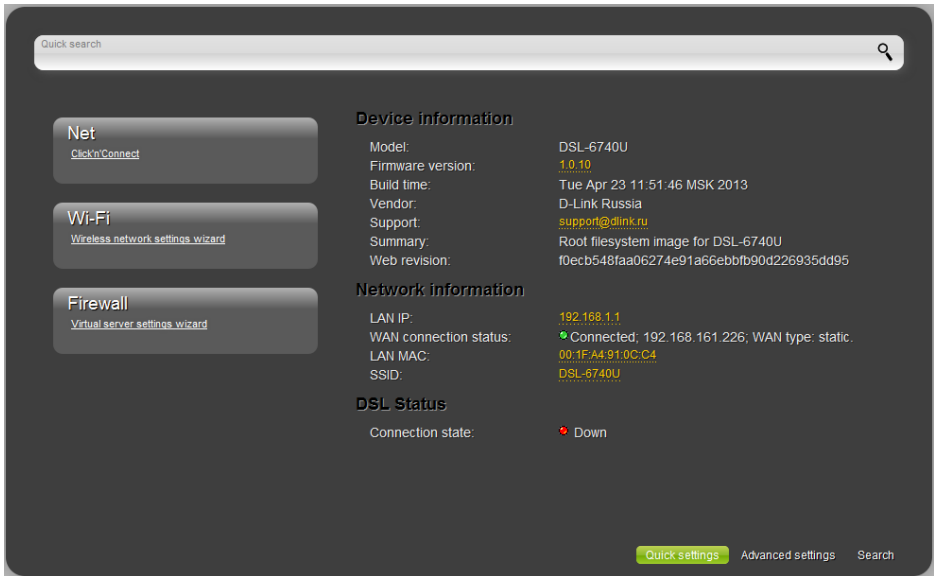 Quick search
Net
Click'n'Connect
Wi-Fi
Wireless network settings wizard
Firewall
Virtual server settings wizard
Device information
Model: DSL-6740U
Firmware version: 1.0.10
Build time: Tue Apr 23 11:51:46 MSK 2013
Vendor: D-Link Russia
Support: support@dlink.ru
Summary: Root filesystem image for DSL-6740U
Web revision: f0ecb548faa06274e91a66ebbfb90d226935dd95
Network information
LAN IP: 192.168.1.1
WAN connection status: Connected; 192.168.161.226; WAN type: static.
LAN MAC: 00:1F:A4:91:0C:C4
SSID: DSL-6740U
DSL Status
Connection state: Down
Quick settings Advanced settings Search